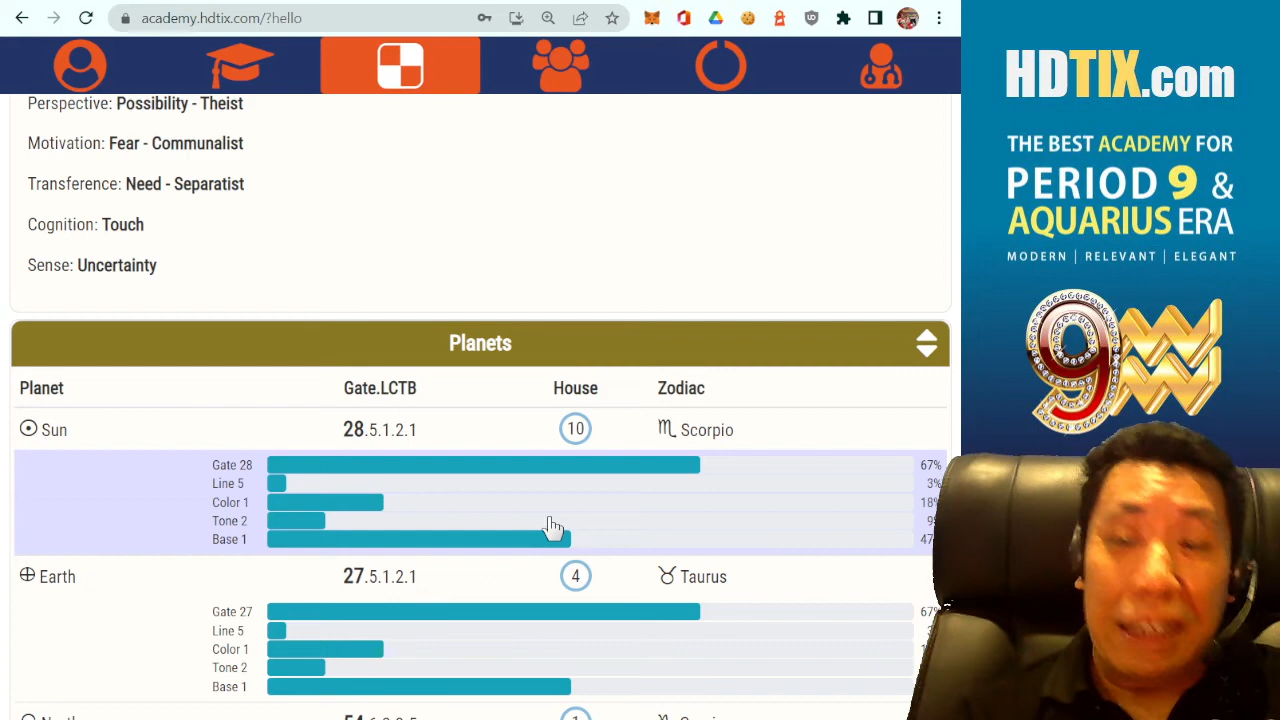 academy.hdtix.com/?hello
Perspective: Possibility - Theist
Motivation: Fear - Communalist
Transference: Need - Separatist
Cognition: Touch
Sense: Uncertainty
Planets
Planet Gate.LCTB House Zodiac
Sun 28.5.1.2.1 10 Scorpio
Gate 28 67%
Line 5 3%
Color 1 18%
Tone 2
Base 1
Earth 27.5.1.2.1 4 Taurus
Gate 27 67%
Line 5
Color 1
Tone 2
Base 1
HDTIX.com
THE BEST ACADEMY FOR
PERIOD 9 &
AQUARIUS ERA
MODERN | RELEVANT | ELEGANT
9